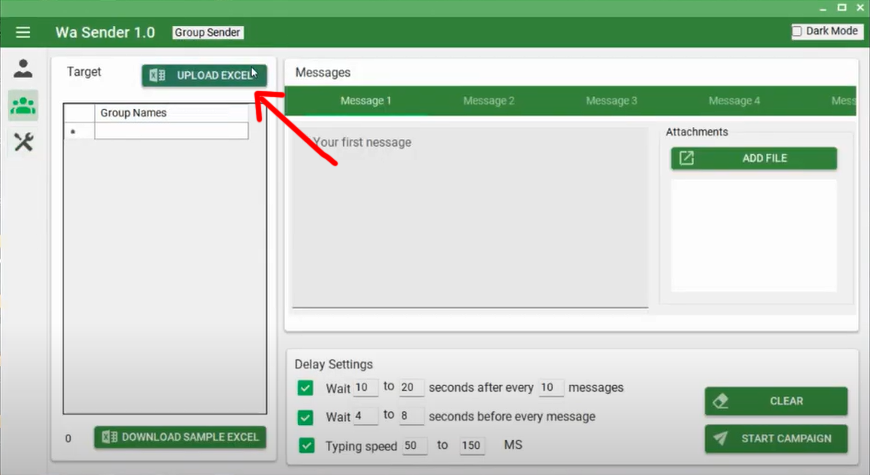 Wa Sender 1.0 Group Sender Dark Mode
Target
UPLOAD EXCEL
Group Names
0
DOWNLOAD SAMPLE EXCEL
Messages
Message 1 Message 2 Message 3 Message 4 Mess
Your first nessage
Attachments
ADD FILE
Delay Settings
Wait 10 to 20 seconds after every 10 messages
Wait 4 to 8 seconds before every message
Typing speed 50 to 150 MS
CLEAR
START CAMPAIGN